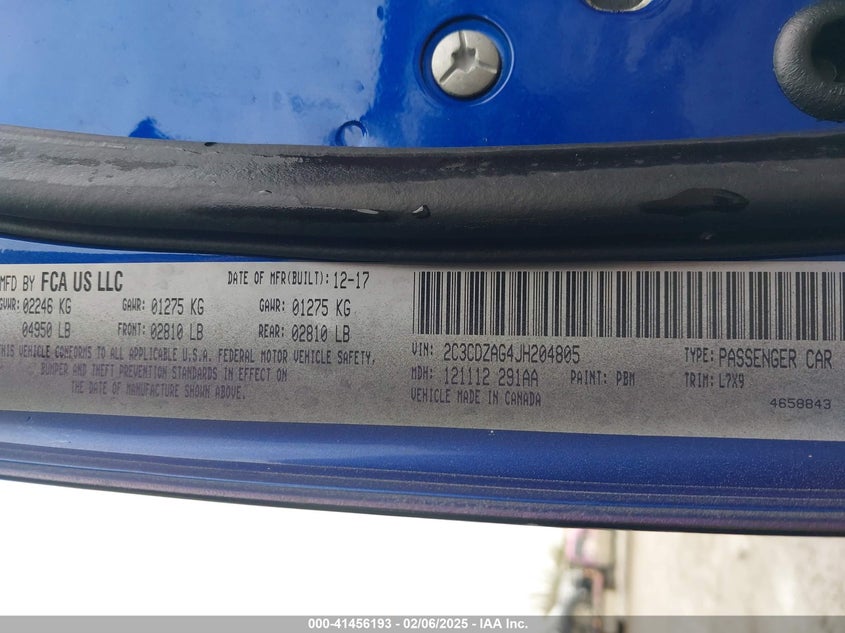 MFD BY FCA US LLC DATE OF MFR(BUILT): 12-17
GVWR: 02246 KG GAWR: 01275 KG GAWR: 01275 KG
04950 LB FRONT: 02810 LB REAR: 02810 LB
THIS VEHICLE CONFORMS TO ALL APPLICABLE U.S.A. FEDERAL MOTOR VEHICLE SAFETY,
BUMPER AND THEFT PREVENTION STANDARDS IN EFFECT ON
THE DATE OF MANUFACTURE SHOWN ABOVE.
VIN: 2C3CDZAG4JH204805 TYPE: PASSENGER CAR
MDH: 121112 291AA PAINT: PBM TRIM: L7X9
VEHICLE MADE IN CANADA 4658843
000-41456193 - 02/06/2025 - IAA Inc.